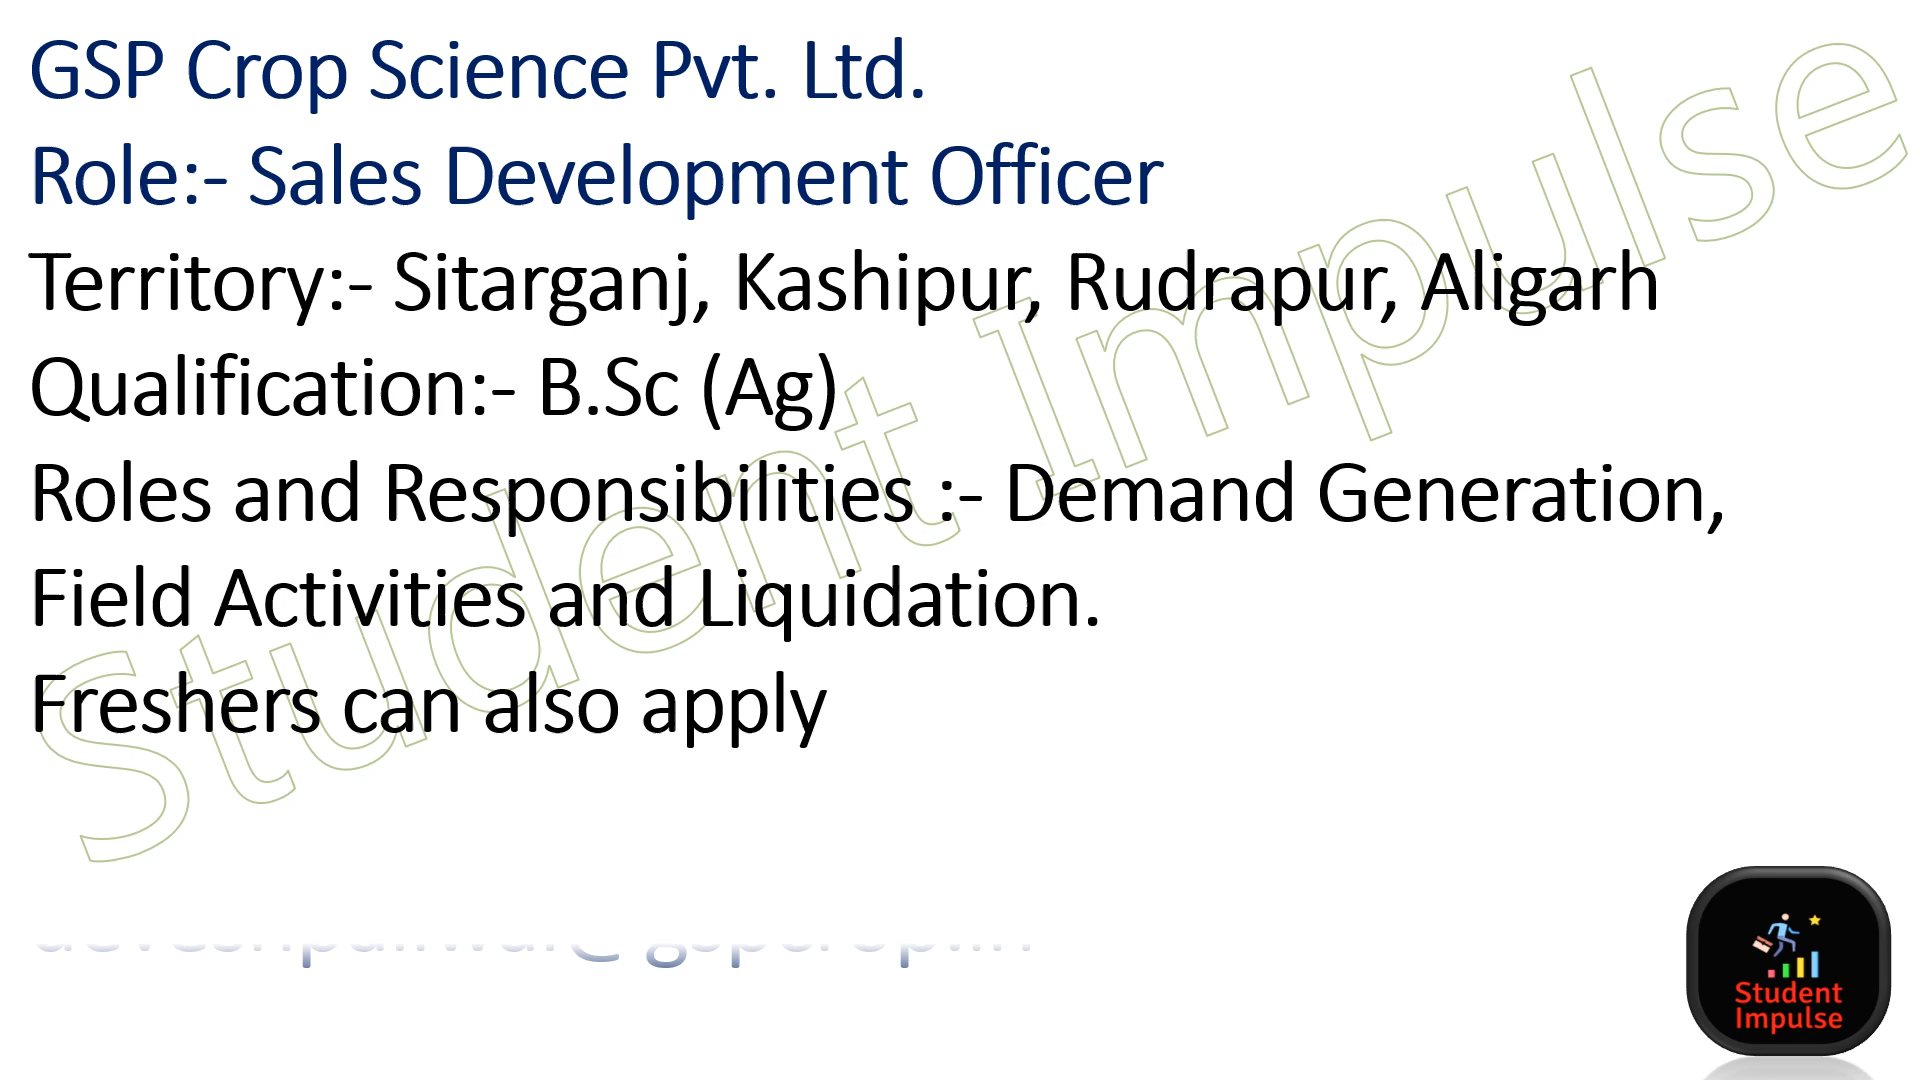 GSP Crop Science Pvt. Ltd.
Role:- Sales Development Officer
Territory:- Sitarganj, Kashipur, Rudrapur, Aligarh
Qualification:- B.Sc (Ag)
Roles and Responsibilities :- Demand Generation,
Field Activities and Liquidation.
Freshers can also apply
Student Impulse
Student
Impulse